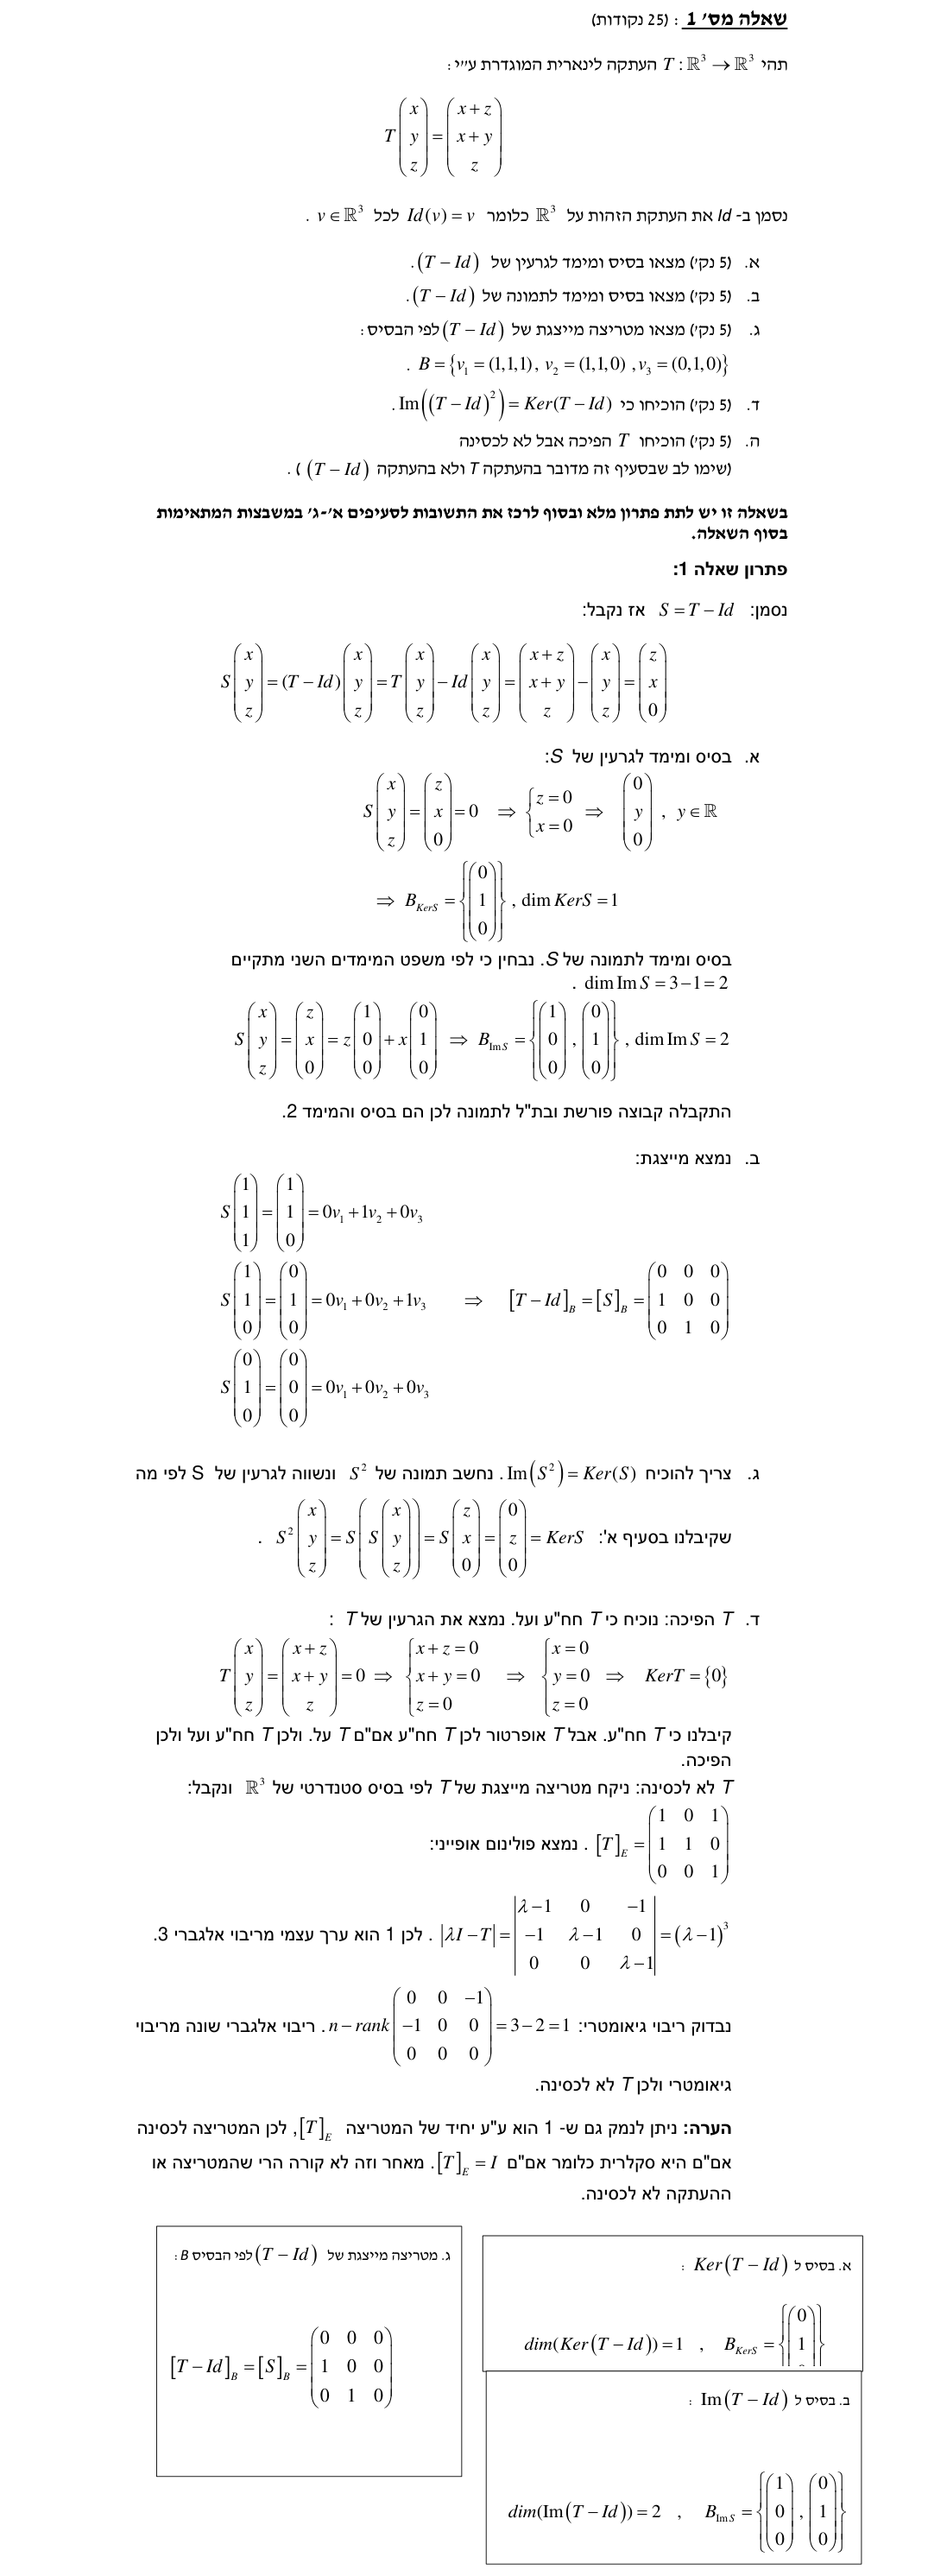 שאלה מס' 1 : (25 נקודות)
תהי T : ℝ³ → ℝ³ העתקה לינארית המוגדרת ע"י :
T(x y z) = (x+z x+y z)
נסמן ב- Id את העתקת הזהות על ℝ³ כלומר Id(v) = v לכל v ∈ ℝ³ .
א. (5 נק') מצאו בסיס ומימד לגרעין של (T − Id).
ב. (5 נק') מצאו בסיס ומימד לתמונה של (T − Id).
ג. (5 נק') מצאו מטריצה מייצגת של (T − Id) לפי הבסיס :
. B = {v₁ = (1,1,1), v₂ = (1,1,0) ,v₃ = (0,1,0)}
ד. (5 נק') הוכיחו כי Im((T − Id)²) = Ker(T − Id) .
ה. (5 נק') הוכיחו T הפיכה אבל לא לכסינה
(שימו לב שבסעיף זה מדובר בהעתקה T ולא בהעתקה (T − Id) ) .
בשאלה זו יש לתת פתרון מלא ובסוף לרכז את התשובות לסעיפים א'-ג' במשבצות המתאימות
בסוף השאלה.
פתרון שאלה 1:
נסמן: S = T − Id אז נקבל:
S(x y z) = (T − Id)(x y z) = T(x y z) − Id(x y z) = (x+z x+y z) − (x y z) = (z x 0)
א. בסיס ומימד לגרעין של S:
S(x y z) = (z x 0) = 0 ⇒ {z = 0 x = 0 ⇒ (0 y 0) , y ∈ ℝ
⇒ B_KerS = {(0 1 0)} , dim KerS = 1
בסיס ומימד לתמונה של S. נבחין כי לפי משפט המימדים השני מתקיים
. dim Im S = 3−1 = 2
S(x y z) = (z x 0) = z(1 0 0) + x(0 1 0) ⇒ B_ImS = {(1 0 0), (0 1 0)} , dim Im S = 2
התקבלה קבוצה פורשת ובת"ל לתמונה לכן הם בסיס והמימד 2.
ב. נמצא מייצגת:
S(1 1 1) = (1 1 0) = 0v₁ +1v₂ + 0v₃
S(1 1 0) = (0 1 0) = 0v₁ + 0v₂ +1v₃ ⇒ [T − Id]_B = [S]_B = (0 0 0 1 0 0 0 1 0)
S(0 1 0) = (0 0 0) = 0v₁ + 0v₂ + 0v₃
ג. צריך להוכיח Im(S²) = Ker(S) . נחשב תמונה של S² ונשווה לגרעין של S לפי מה
שקיבלנו בסעיף א': S²(x y z) = S(S(x y z)) = S(z x 0) = (0 z 0) = KerS .
ד. T הפיכה: נוכיח כי T חח"ע ועל. נמצא את הגרעין של T :
T(x y z) = (x+z x+y z) = 0 ⇒ {x+z = 0 x+y = 0 z = 0 ⇒ {x = 0 y = 0 z = 0 ⇒ KerT = {0}
קיבלנו כי T חח"ע. אבל T אופרטור לכן T חח"ע אם"ם T על. ולכן T חח"ע ועל ולכן
הפיכה.
T לא לכסינה: ניקח מטריצה מייצגת של T לפי בסיס סטנדרטי של ℝ³ ונקבל:
[T]_E = (1 0 1 1 1 0 0 0 1) . נמצא פולינום אופייני:
|λI − T| = |λ−1 0 −1 −1 λ−1 0 0 0 λ−1| = (λ−1)³ . לכן 1 הוא ערך עצמי מריבוי אלגברי 3.
נבדוק ריבוי גיאומטרי: n − rank(0 0 −1 −1 0 0 0 0 0) = 3−2 = 1 . ריבוי אלגברי שונה מריבוי
גיאומטרי ולכן T לא לכסינה.
הערה: ניתן לנמק גם ש- 1 הוא ע"ע יחיד של המטריצה [T]_E, לכן המטריצה לכסינה
אם"ם היא סקלרית כלומר אם"ם [T]_E = I . מאחר וזה לא קורה הרי שהמטריצה או
ההעתקה לא לכסינה.
א. בסיס ל Ker(T − Id) :
dim(Ker(T − Id)) = 1 , B_KerS = {(0 1
ב. בסיס ל Im(T − Id) :
dim(Im(T − Id)) = 2 , B_ImS = {(1 0 0), (0 1 0)}
ג. מטריצה מייצגת של (T − Id) לפי הבסיס B :
[T − Id]_B = [S]_B = (0 0 0 1 0 0 0 1 0)